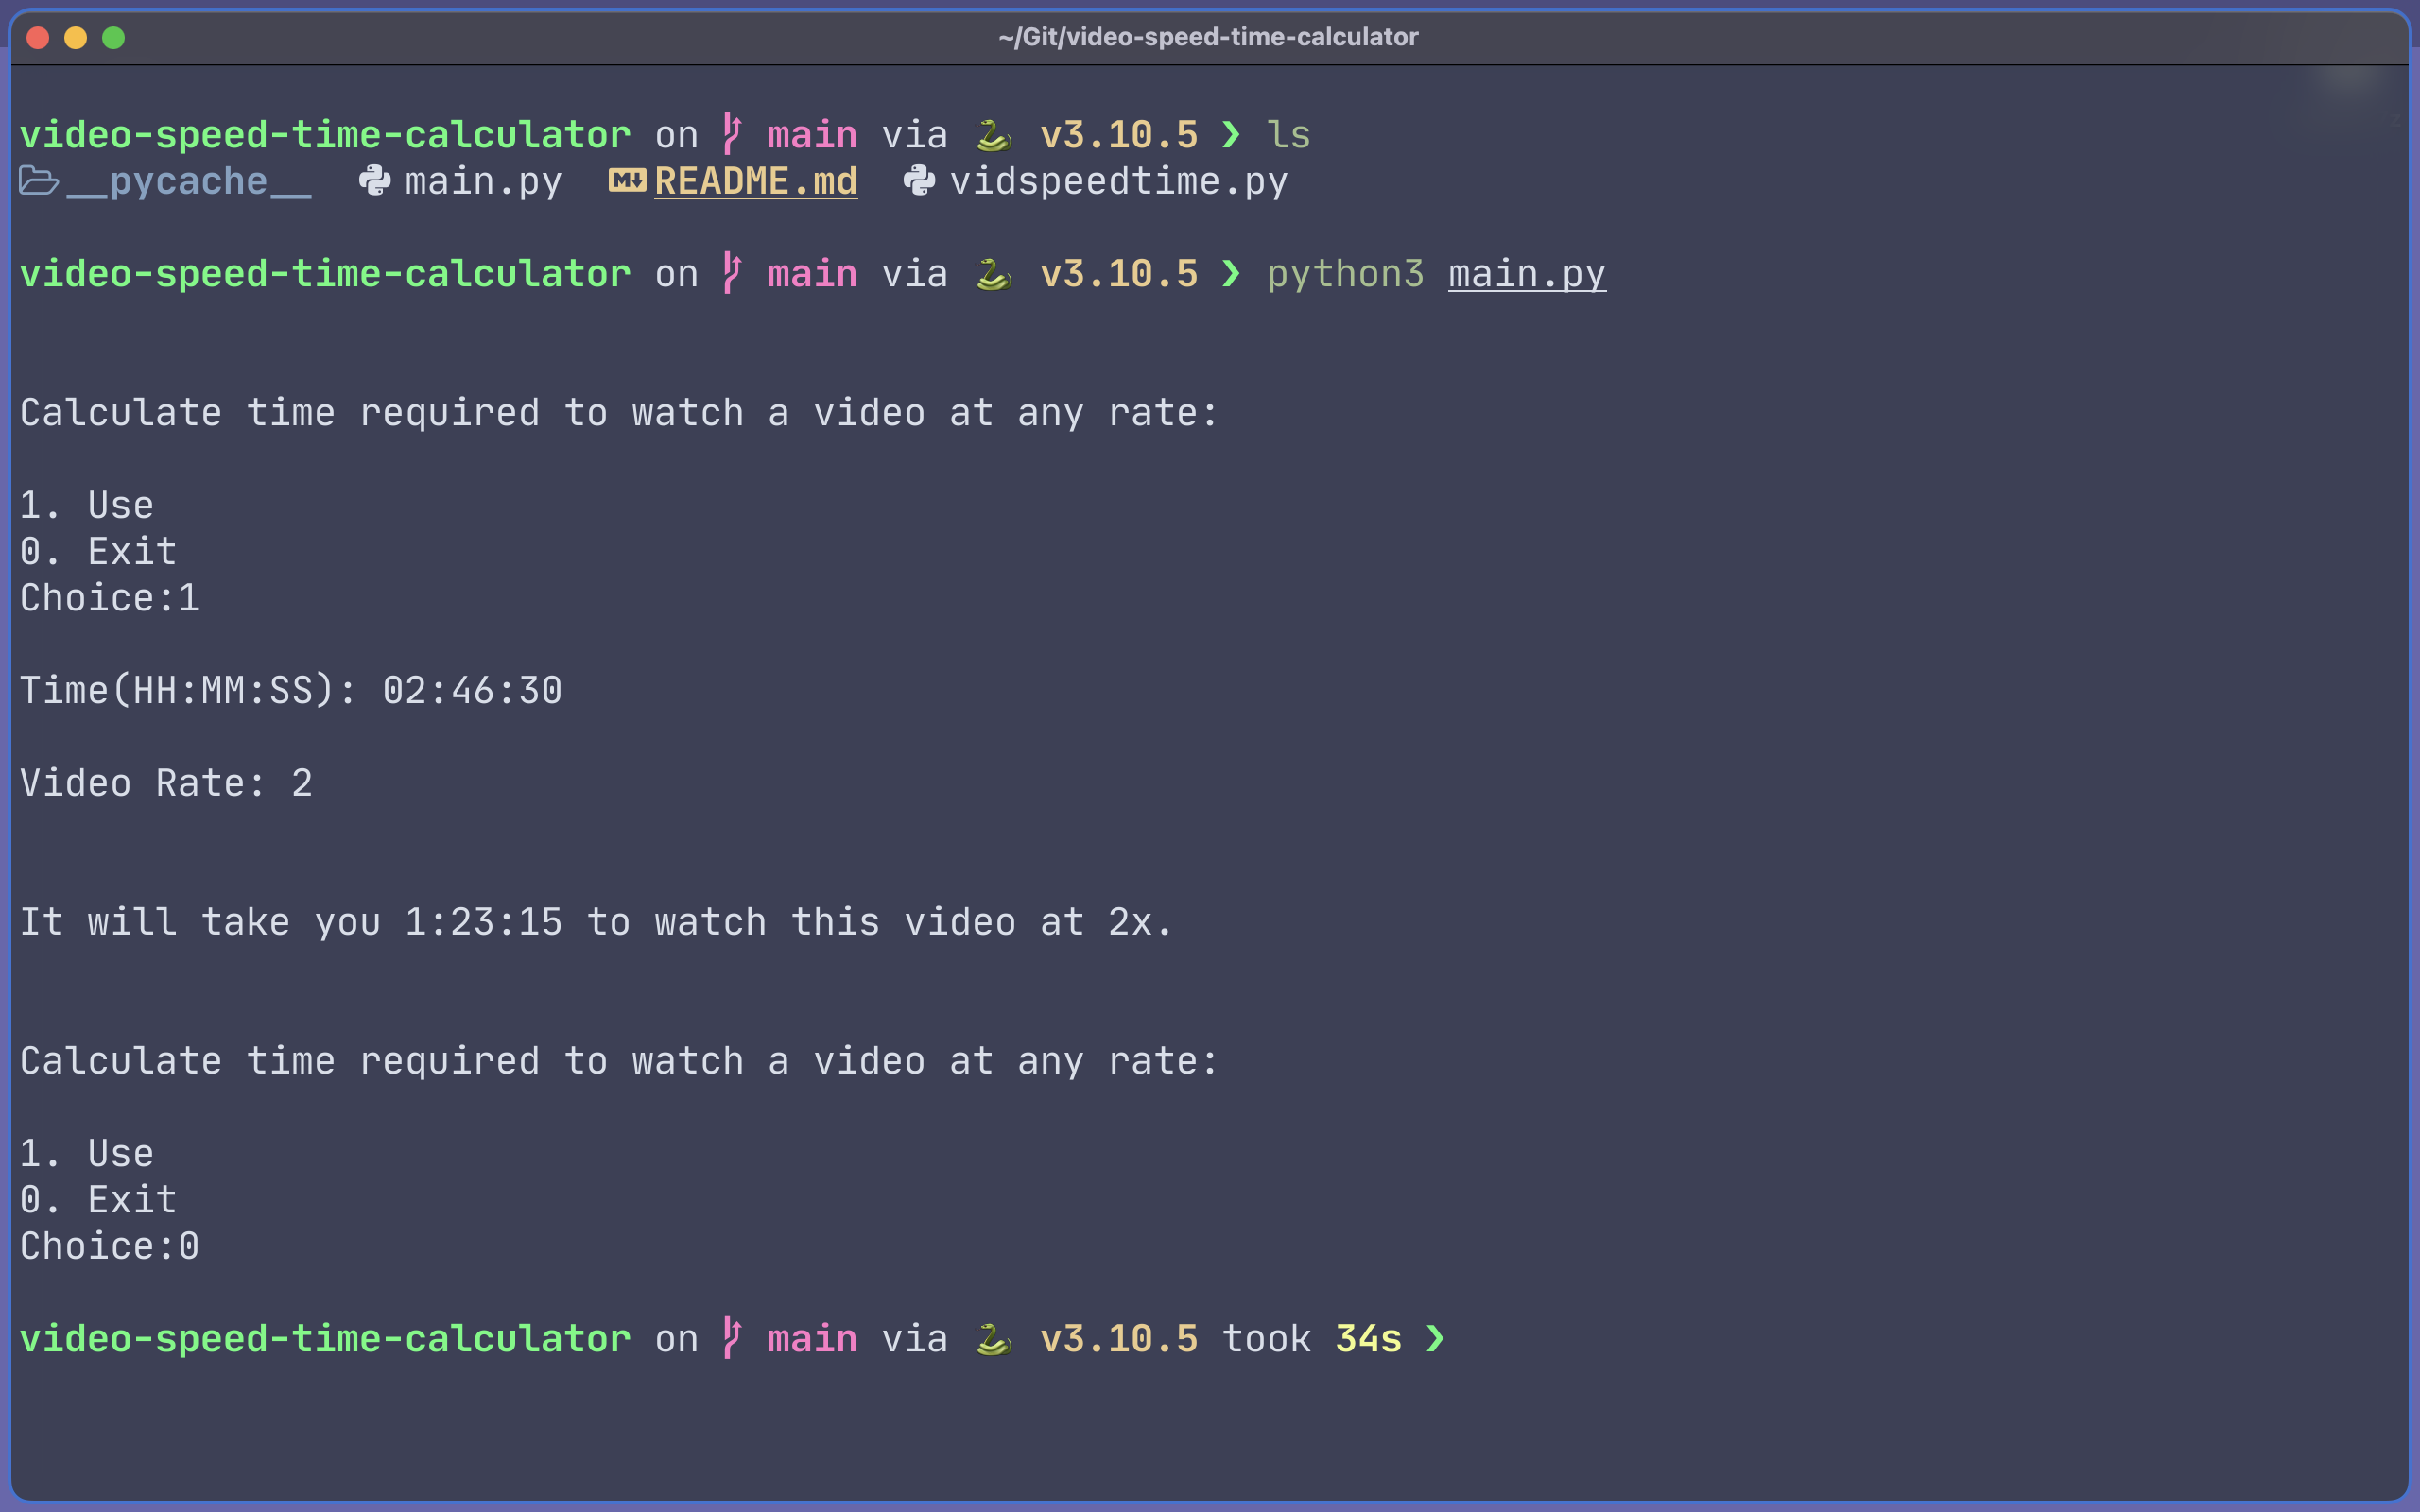 ~/Git/video-speed-time-calculator
video-speed-time-calculator on main via v3.10.5 ❯ ls
__pycache__ main.py README.md vidspeedtime.py
video-speed-time-calculator on main via v3.10.5 ❯ python3 main.py
Calculate time required to watch a video at any rate:
1. Use
0. Exit
Choice:1
Time(HH:MM:SS): 02:46:30
Video Rate: 2
It will take you 1:23:15 to watch this video at 2x.
Calculate time required to watch a video at any rate:
1. Use
0. Exit
Choice:0
video-speed-time-calculator on main via v3.10.5 took 34s ❯